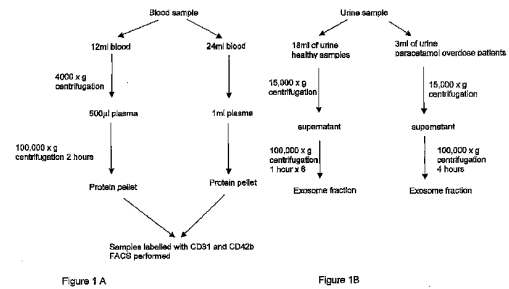 Blood sample
12ml blood
24ml blood
4000 x g
centrifugation
500µl plasma
1ml plasma
100,000 x g
centrifugation 2 hours
Protein pellet
Protein pellet
Samples labelled with CD31 and CD42b
FACS performed
Figure 1 A
Urine sample
18ml of urine
healthy samples
3ml of urine
paracetamol overdose patients
15,000 x g
centrifugation
15,000 x g
centrifugation
supernatant
supernatant
100,000 x g
centrifugation
1 hour x 6
100,000 x g
centrifugation
4 hours
Exosome fraction
Exosome fraction
Figure 1B